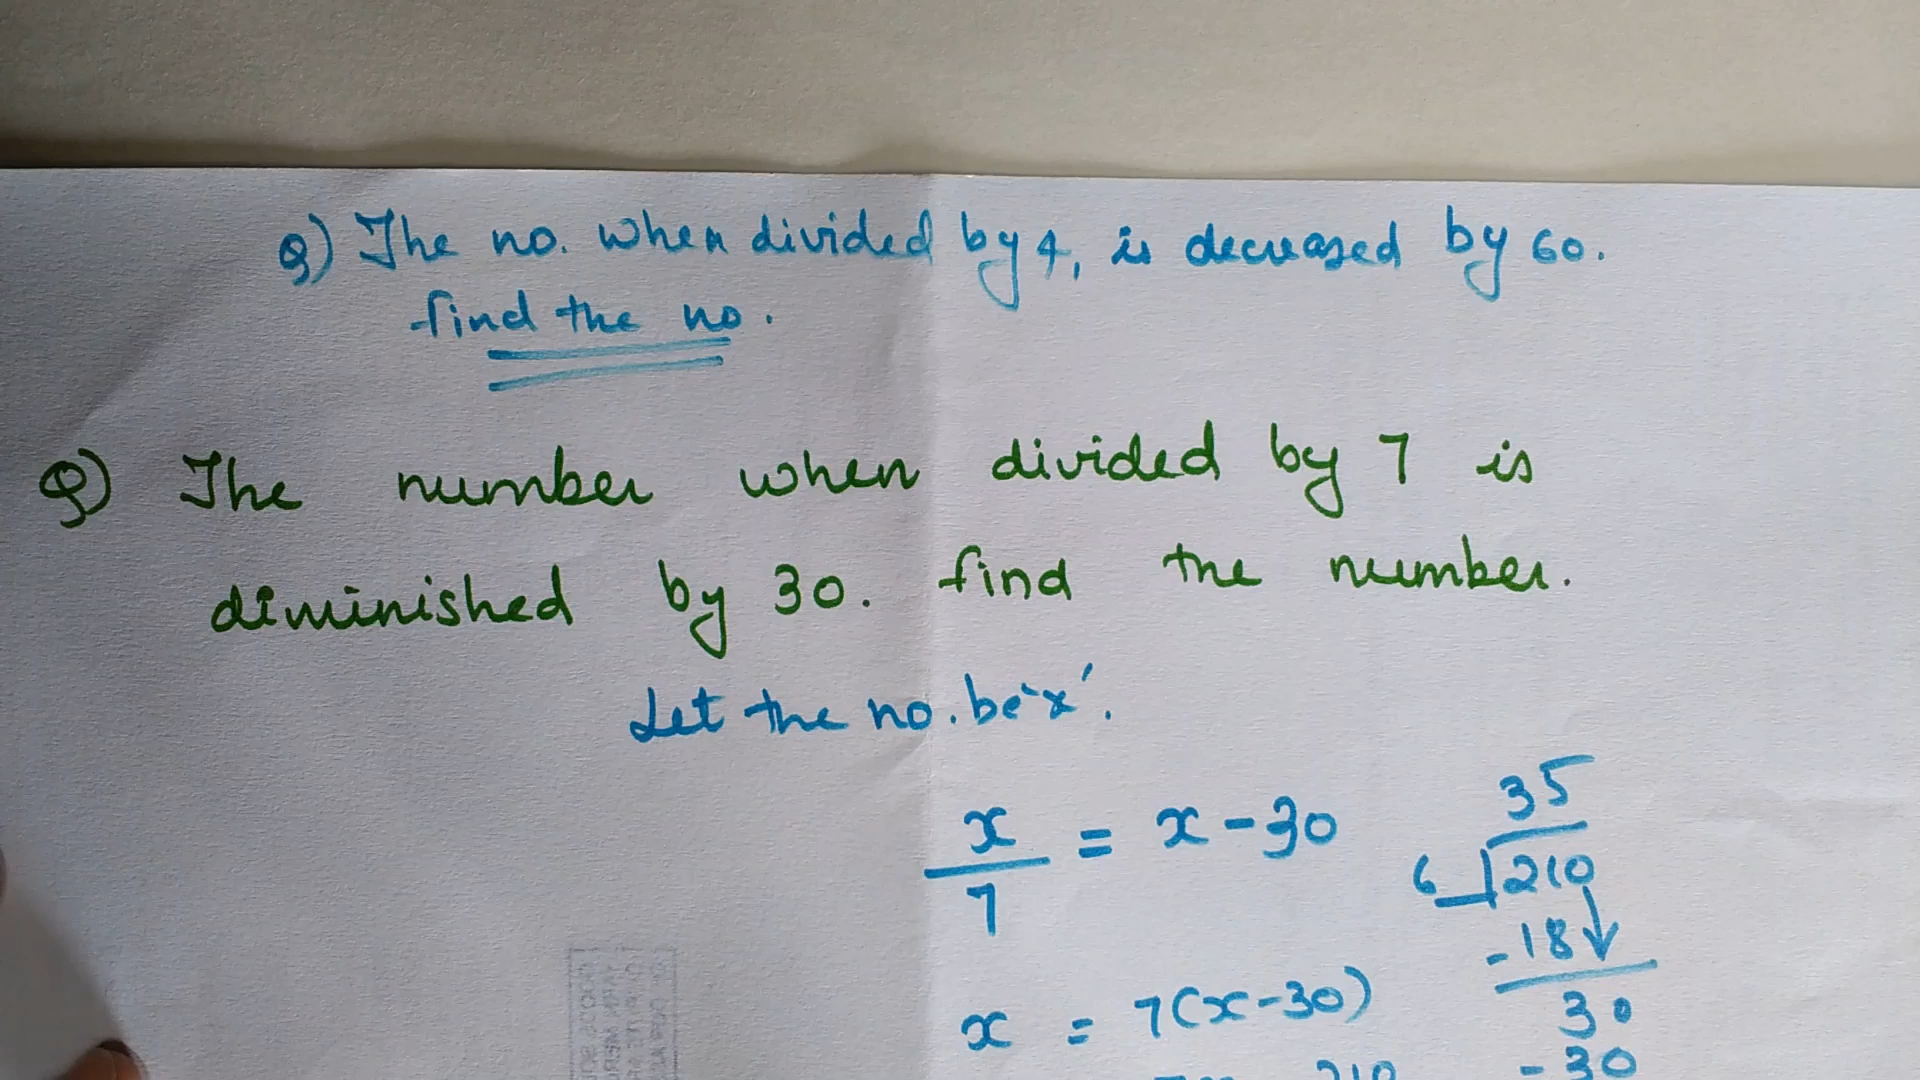 Q) The no. when divided by 4, is decreased by 60.
find the no.
Q) The number when divided by 7 is
diminished by 30. find the number.
Let the no. be 'x'.
x/7 = x - 30
x = 7(x-30)
35
6 210
-18
30
-30
210